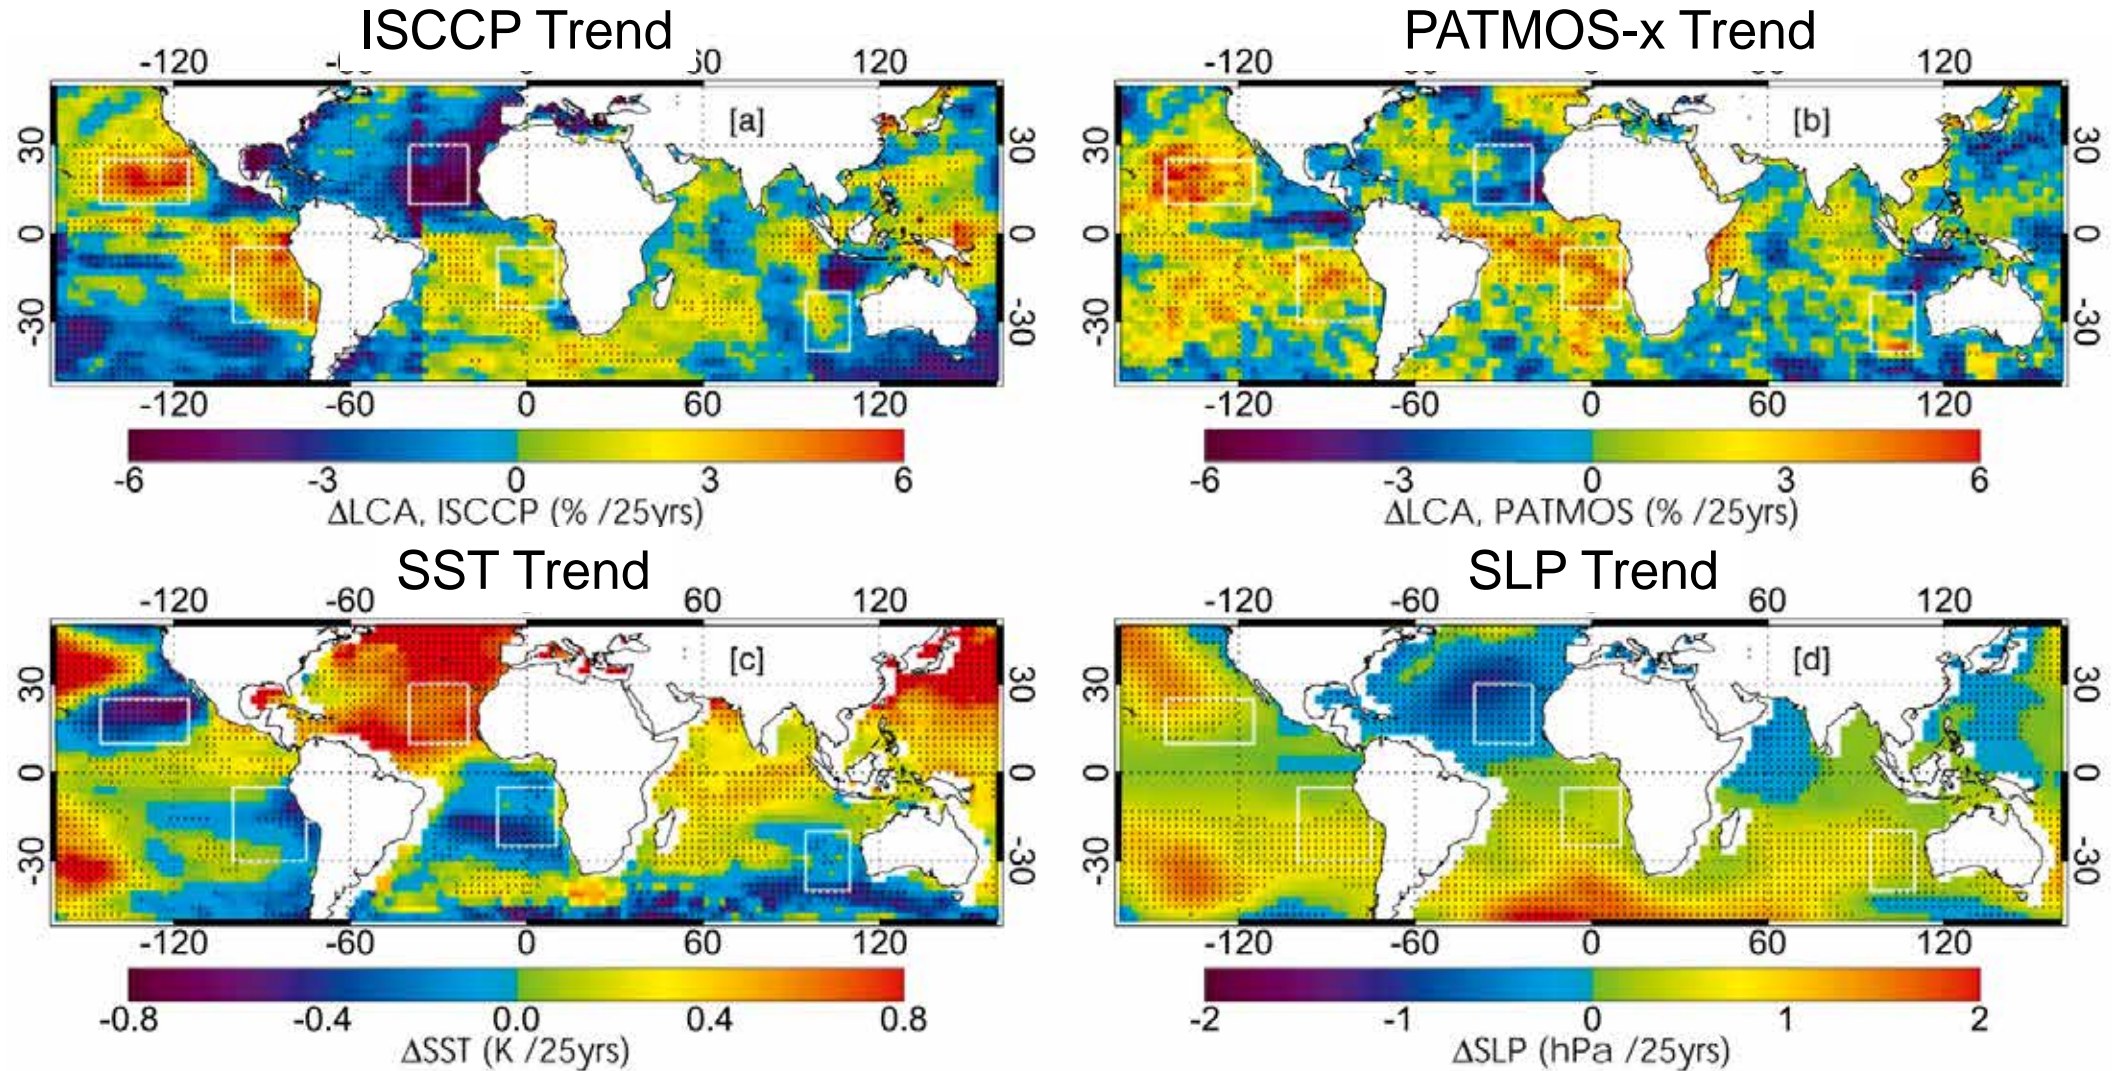 ISCCP Trend
PATMOS-x Trend
-120 0 60 120
-120 120
[a]
[b]
30
0
-30
30
0
-30
30
0
-30
-120 -60 0 60 120
-120 -60 0 60 120
-6 -3 0 3 6
-6 -3 0 3 6
ΔLCA, ISCCP (% /25yrs)
ΔLCA, PATMOS (% /25yrs)
SST Trend
SLP Trend
-120 -60 60 120
-120 -60 60 120
[c]
[d]
30
0
-30
30
0
-30
30
0
-30
-120 -60 0 60 120
-120 -60 0 60 120
-0.8 -0.4 0.0 0.4 0.8
-2 -1 0 1 2
ΔSST (K /25yrs)
ΔSLP (hPa /25yrs)